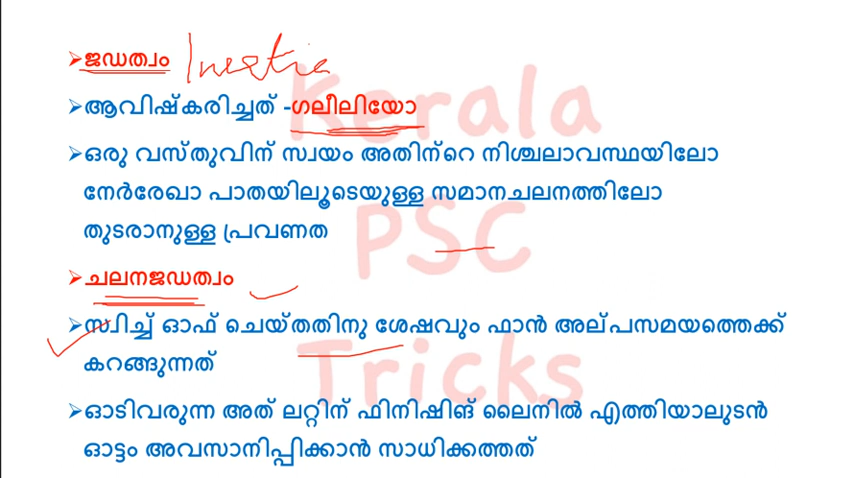 ➢ജഡത്വം Inertia
➢ആവിഷ്കരിച്ചത് -ഗലീലിയോ
➢ഒരു വസ്തുവിന് സ്വയം അതിന്റെ നിശ്ചലാവസ്ഥയിലോ
നേർരേഖാ പാതയിലൂടെയുള്ള സമാനചലനത്തിലോ
തുടരാനുള്ള പ്രവണത
➢ചലനജഡത്വം
➢സ്വിച്ച് ഓഫ് ചെയ്തതിനു ശേഷവും ഫാൻ അല്പസമയത്തെക്ക്
കറങ്ങുന്നത്
➢ഓടിവരുന്ന അത് ലറ്റിന് ഫിനിഷിങ് ലൈനിൽ എത്തിയാലുടൻ
ഓട്ടം അവസാനിപ്പിക്കാൻ സാധിക്കത്തത്
Kerala
PSC
Tricks